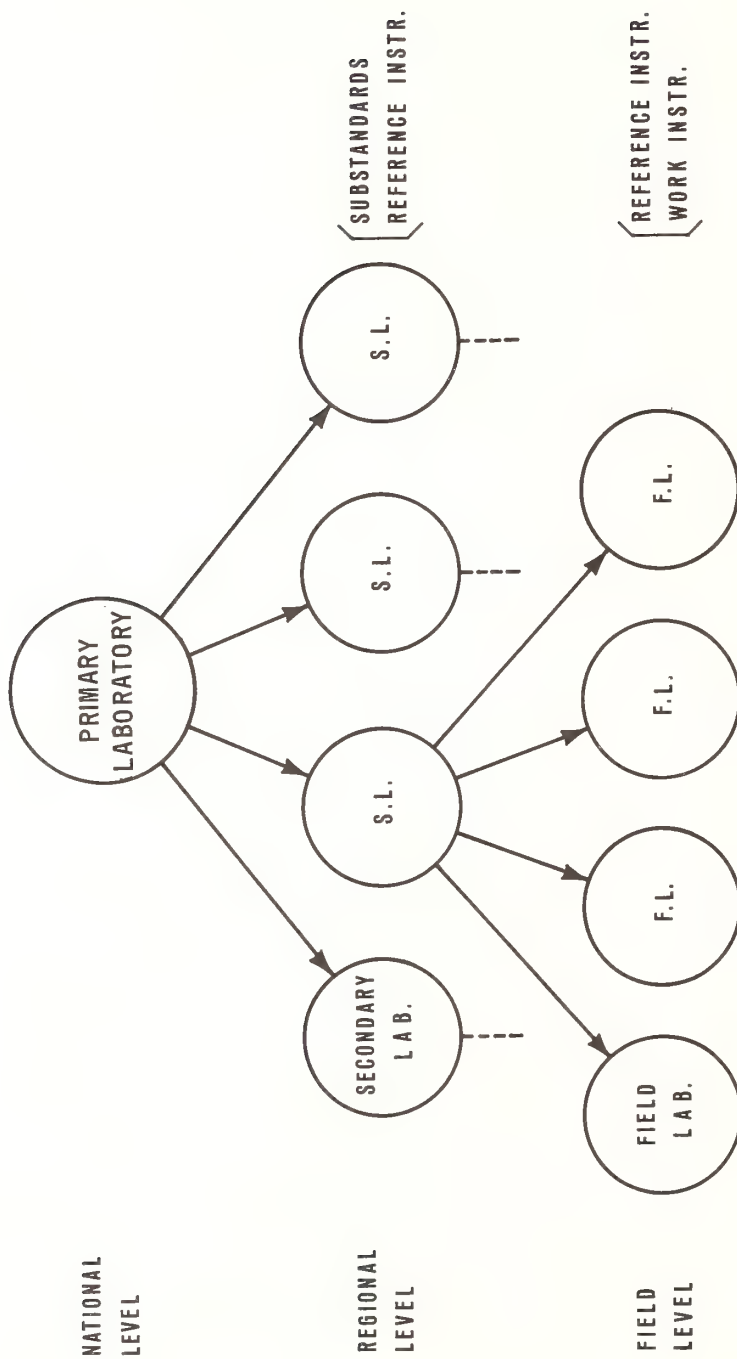 NATIONAL
LEVEL
PRIMARY
LABORATORY
REGIONAL
LEVEL
SECONDARY
LAB.
S.L.
S.L.
S.L.
SUBSTANDARDS
REFERENCE INSTR.
FIELD
LEVEL
FIELD
LAB.
F.L.
F.L.
F.L.
REFERENCE INSTR.
WORK INSTR.